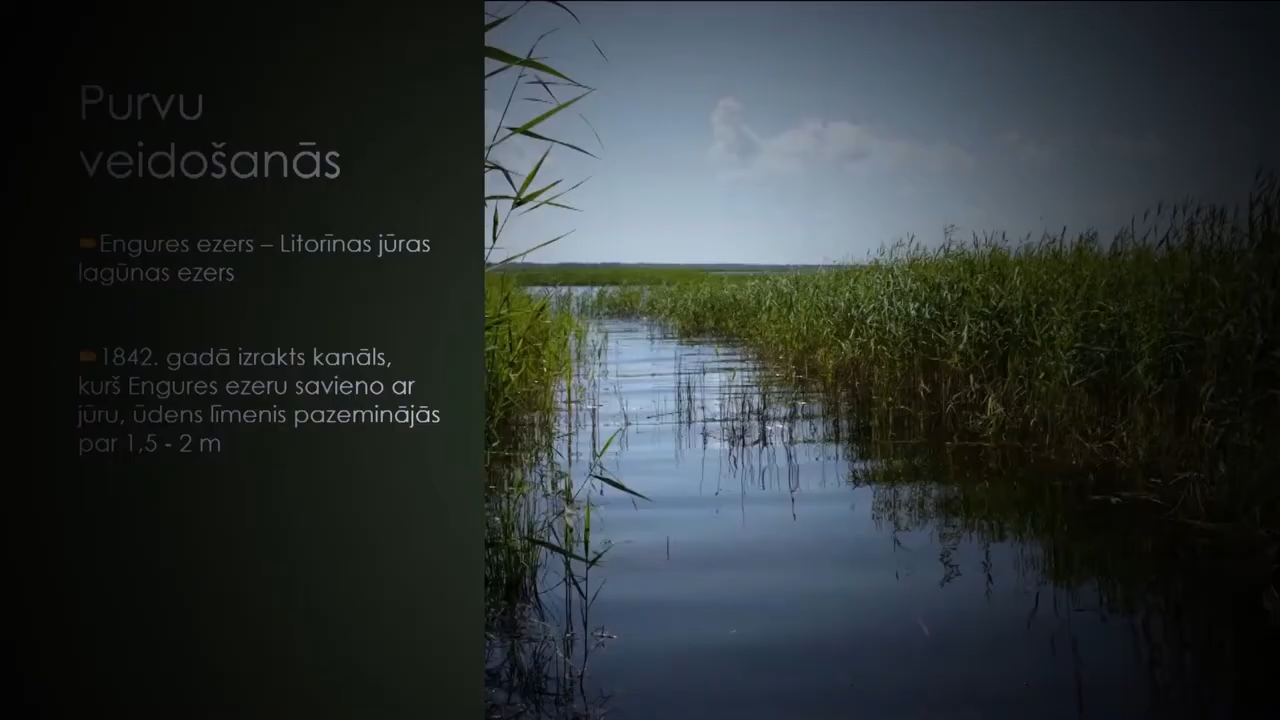 Purvu
veidošanās
Engures ezers – Litorīnas jūras
lagūnas ezers
1842. gadā izrakts kanāls,
kurš Engures ezeru savieno ar
jūru, ūdens līmenis pazeminājās
par 1,5 - 2 m